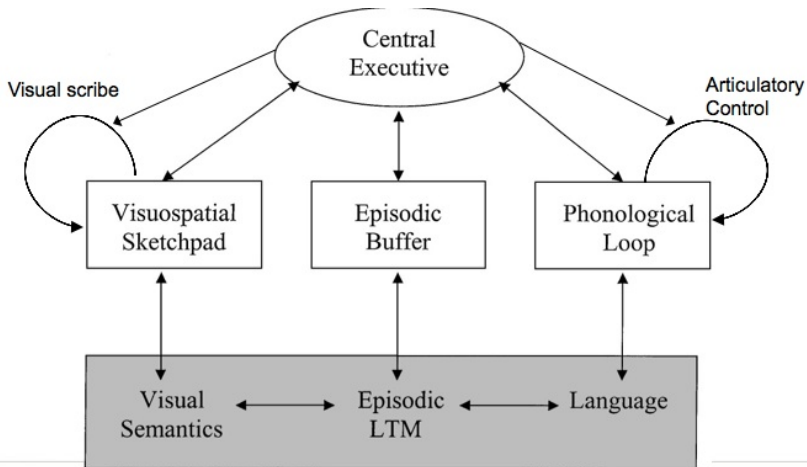 Central
Executive
Visual scribe
Articulatory
Control
Visuospatial
Sketchpad
Episodic
Buffer
Phonological
Loop
Visual
Semantics
Episodic
LTM
Language